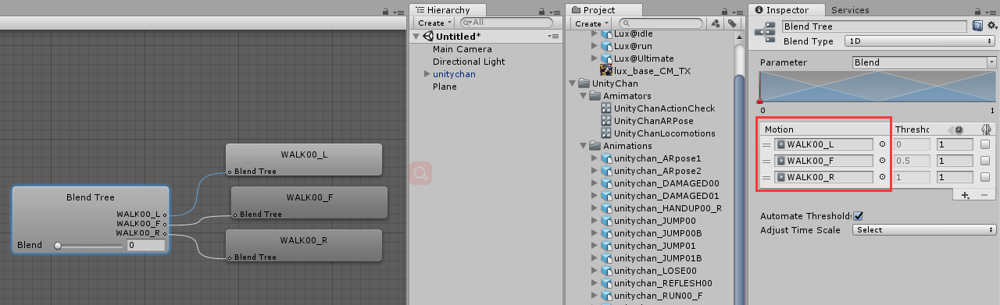 WALK00_L
Blend Tree
WALK00_F
Blend Tree
WALK00_R
Blend Tree
Blend Tree
WALK00_L
WALK00_F
WALK00_R
Blend
0
Hierarchy
Create
All
Untitled*
Main Camera
Directional Light
unitychan
Plane
Project
Create
Lux@idle
Lux@run
Lux@Ultimate
lux_base_CM_TX
UnityChan
Animators
UnityChanActionCheck
UnityChanARPose
UnityChanLocomotions
Animations
unitychan_ARpose1
unitychan_ARpose2
unitychan_DAMAGED00
unitychan_DAMAGED01
unitychan_HANDUP00_R
unitychan_JUMP00
unitychan_JUMP00B
unitychan_JUMP01
unitychan_JUMP01B
unitychan_LOSE00
unitychan_REFLESH00
unitychan_RUN00_F
Inspector Services
Blend Tree
Blend Type 1D
Parameter Blend
0 1
Motion Thresho
WALK00_L 0 1
WALK00_F 0.5 1
WALK00_R 1 1
Automate Thresholds
Adjust Time Scale Select